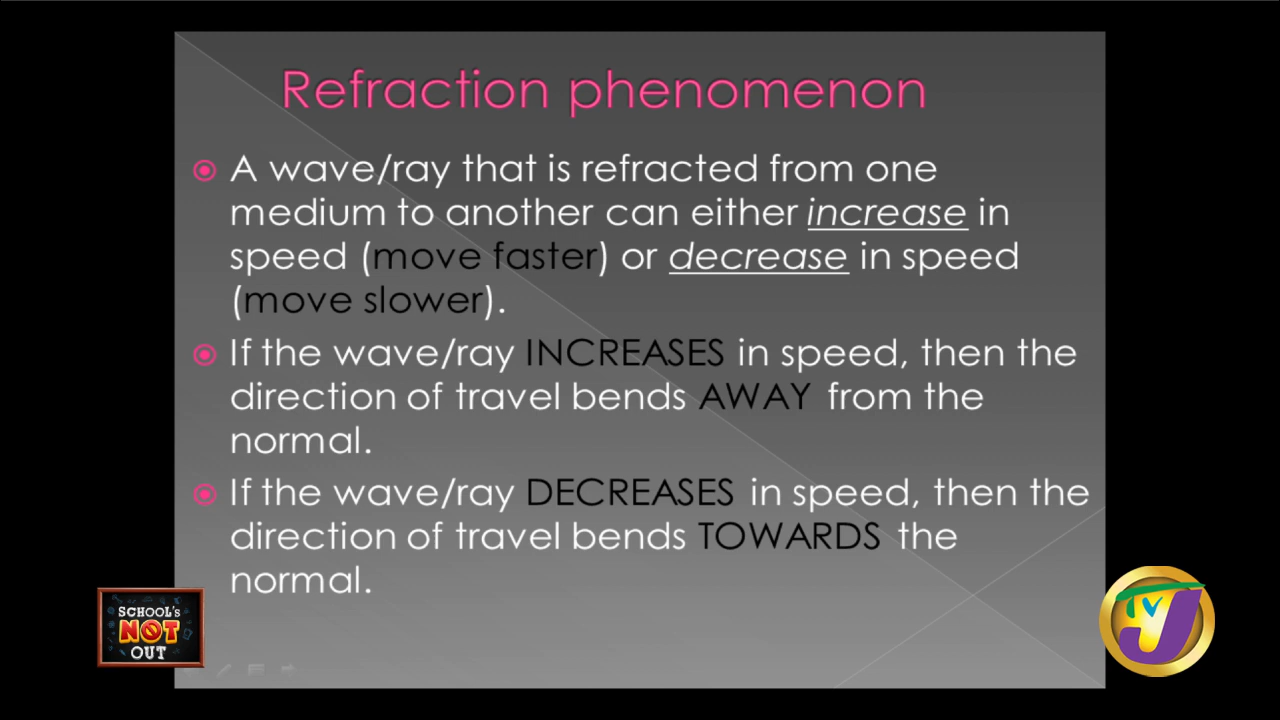 Refraction phenomenon
A wave/ray that is refracted from one
medium to another can either increase in
speed (move faster) or decrease in speed
(move slower).
If the wave/ray INCREASES in speed, then the
direction of travel bends AWAY from the
normal.
If the wave/ray DECREASES in speed, then the
direction of travel bends TOWARDS the
normal.
SCHOOL'S
NOT
OUT
TVJ